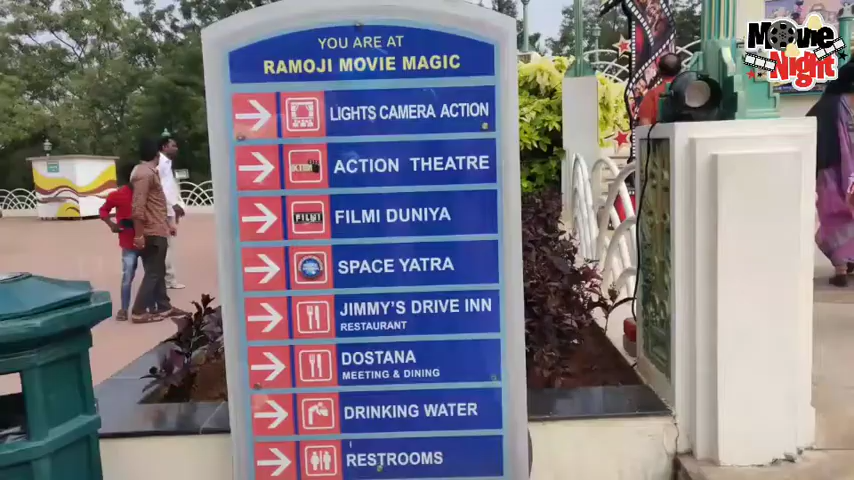 YOU ARE AT
RAMOJI MOVIE MAGIC
LIGHTS CAMERA ACTION
ACTION THEATRE
FILMI DUNIYA
SPACE YATRA
JIMMY'S DRIVE INN
RESTAURANT
DOSTANA
MEETING & DINING
DRINKING WATER
RESTROOMS
Movie
Night